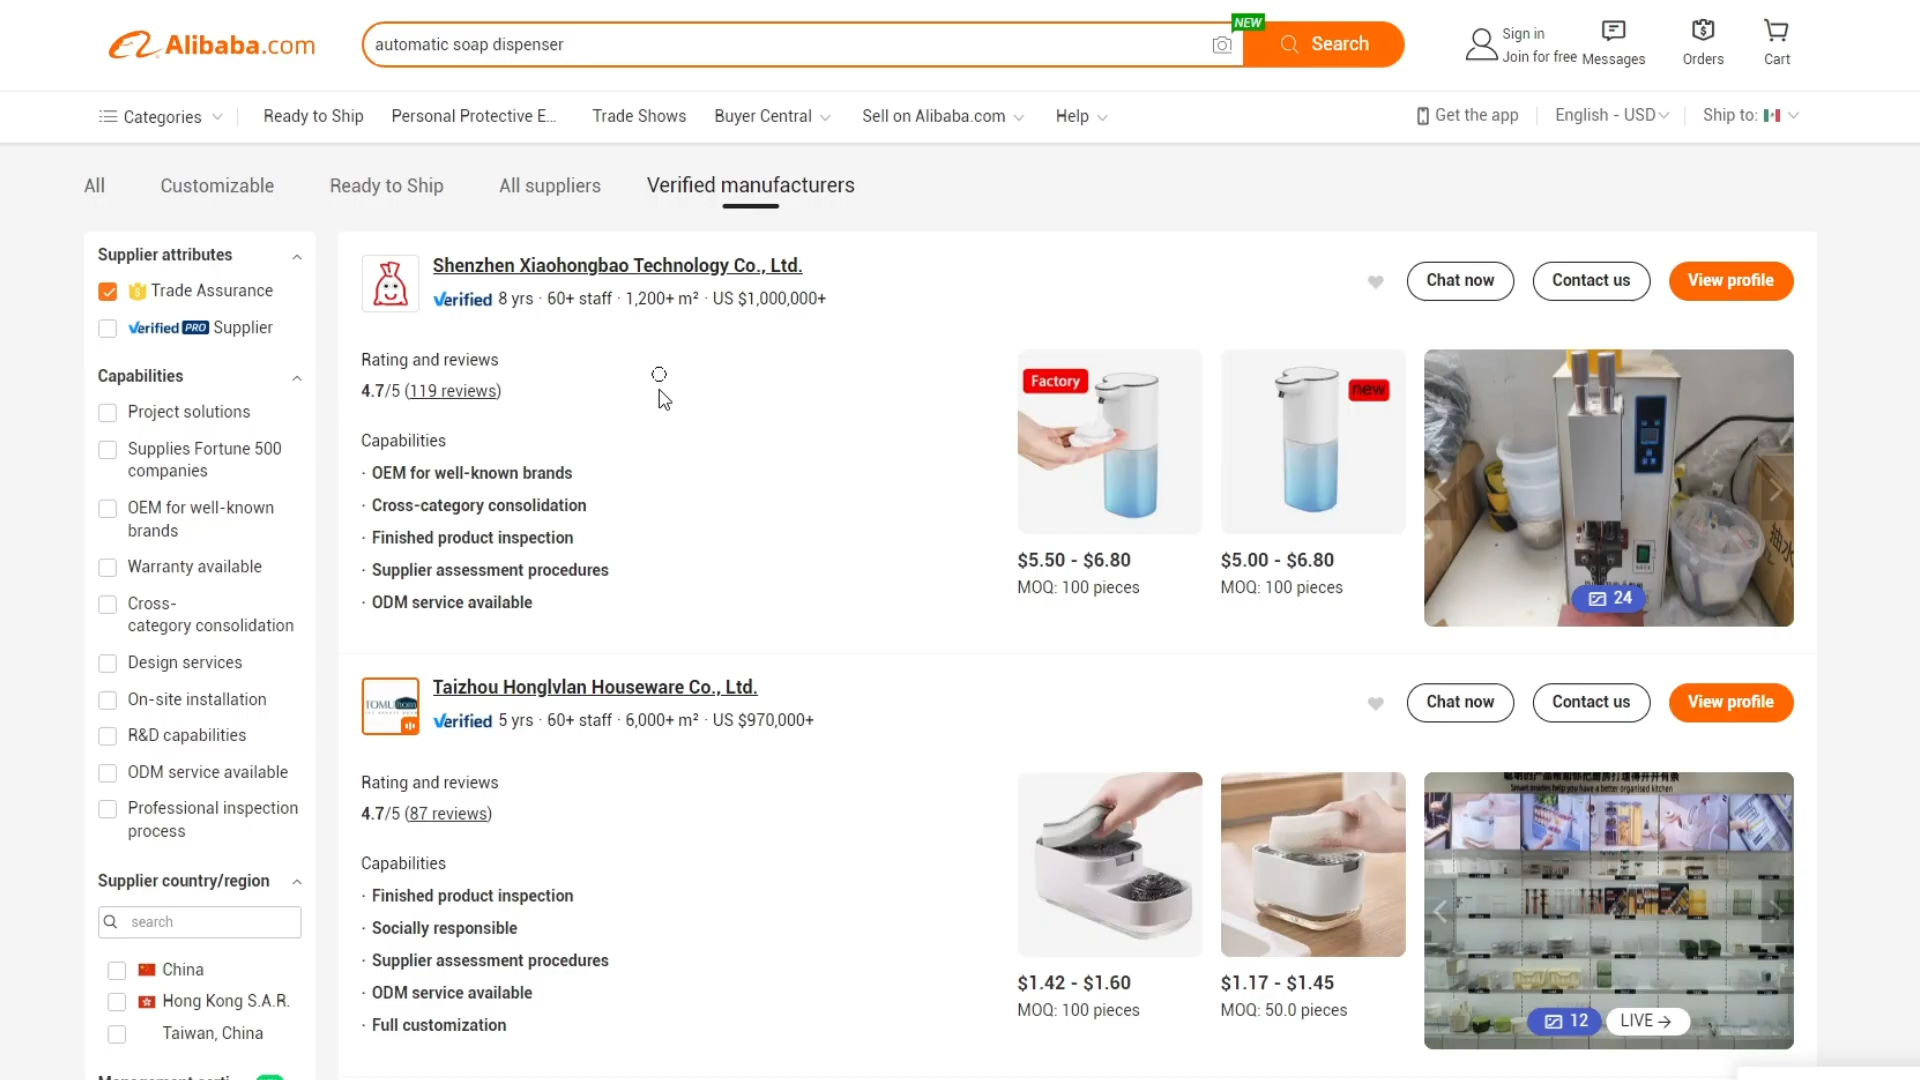 Alibaba.com
automatic soap dispenser
NEW
Search
Sign in
Join for free
Messages
Orders
Cart
Categories
Ready to Ship
Personal Protective E...
Trade Shows
Buyer Central
Sell on Alibaba.com
Help
Get the app
English - USD
Ship to:
All
Customizable
Ready to Ship
All suppliers
Verified manufacturers
Supplier attributes
Trade Assurance
Verified PRO Supplier
Capabilities
Project solutions
Supplies Fortune 500
companies
OEM for well-known
brands
Warranty available
Cross-
category consolidation
Design services
On-site installation
R&D capabilities
ODM service available
Professional inspection
process
Supplier country/region
search
China
Hong Kong S.A.R.
Taiwan, China
Shenzhen Xiaohongbao Technology Co., Ltd.
Verified 8 yrs · 60+ staff · 1,200+ m² · US $1,000,000+
Chat now
Contact us
View profile
Rating and reviews
4.7/5 (119 reviews)
Capabilities
· OEM for well-known brands
· Cross-category consolidation
· Finished product inspection
· Supplier assessment procedures
· ODM service available
Factory
$5.50 - $6.80
MOQ: 100 pieces
new
$5.00 - $6.80
MOQ: 100 pieces
24
Taizhou Honglvlan Houseware Co., Ltd.
TOMU hom
Verified 5 yrs · 60+ staff · 6,000+ m² · US $970,000+
Chat now
Contact us
View profile
Rating and reviews
4.7/5 (87 reviews)
Capabilities
· Finished product inspection
· Socially responsible
· Supplier assessment procedures
· ODM service available
· Full customization
$1.42 - $1.60
MOQ: 100 pieces
$1.17 - $1.45
MOQ: 50.0 pieces
Smart modes help you have a better organised kitchen
12
LIVE →